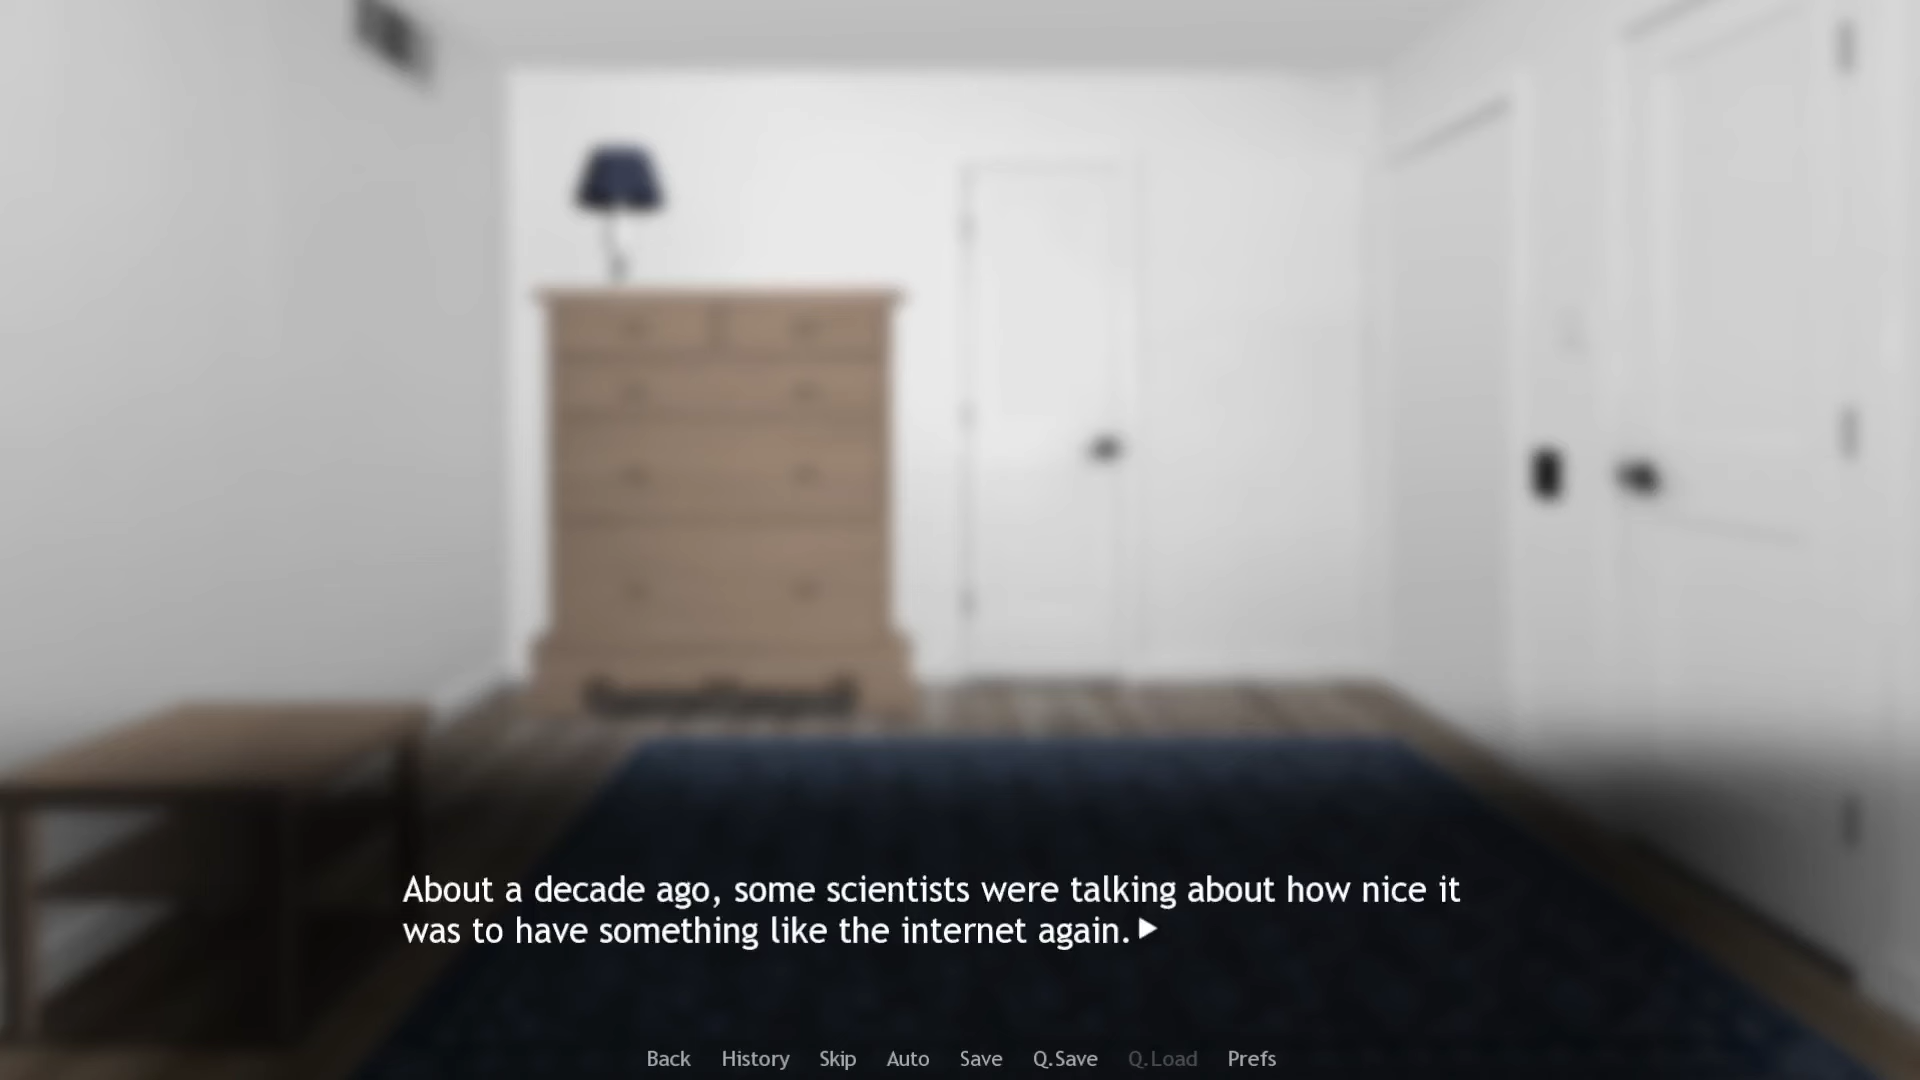 About a decade ago, some scientists were talking about how nice it
was to have something like the internet again.
Back History Skip Auto Save Q.Save Q.Load Prefs